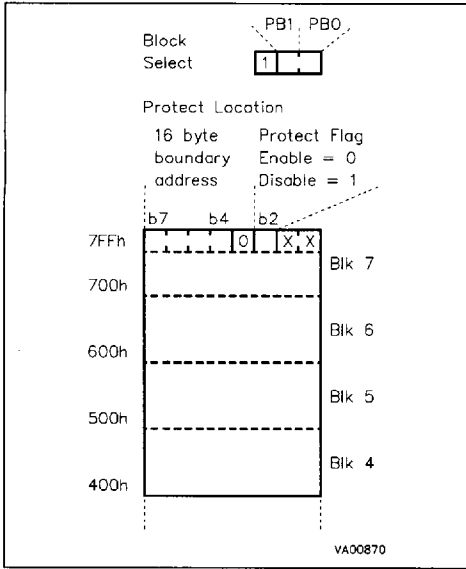 PB1 PB0
Block
Select
1
Protect Location
16 byte
boundary
address
Protect Flag
Enable = 0
Disable = 1
b7 b4 b2
7FFh
0 X X
Blk 7
700h
Blk 6
600h
Blk 5
500h
Blk 4
400h
VA00870